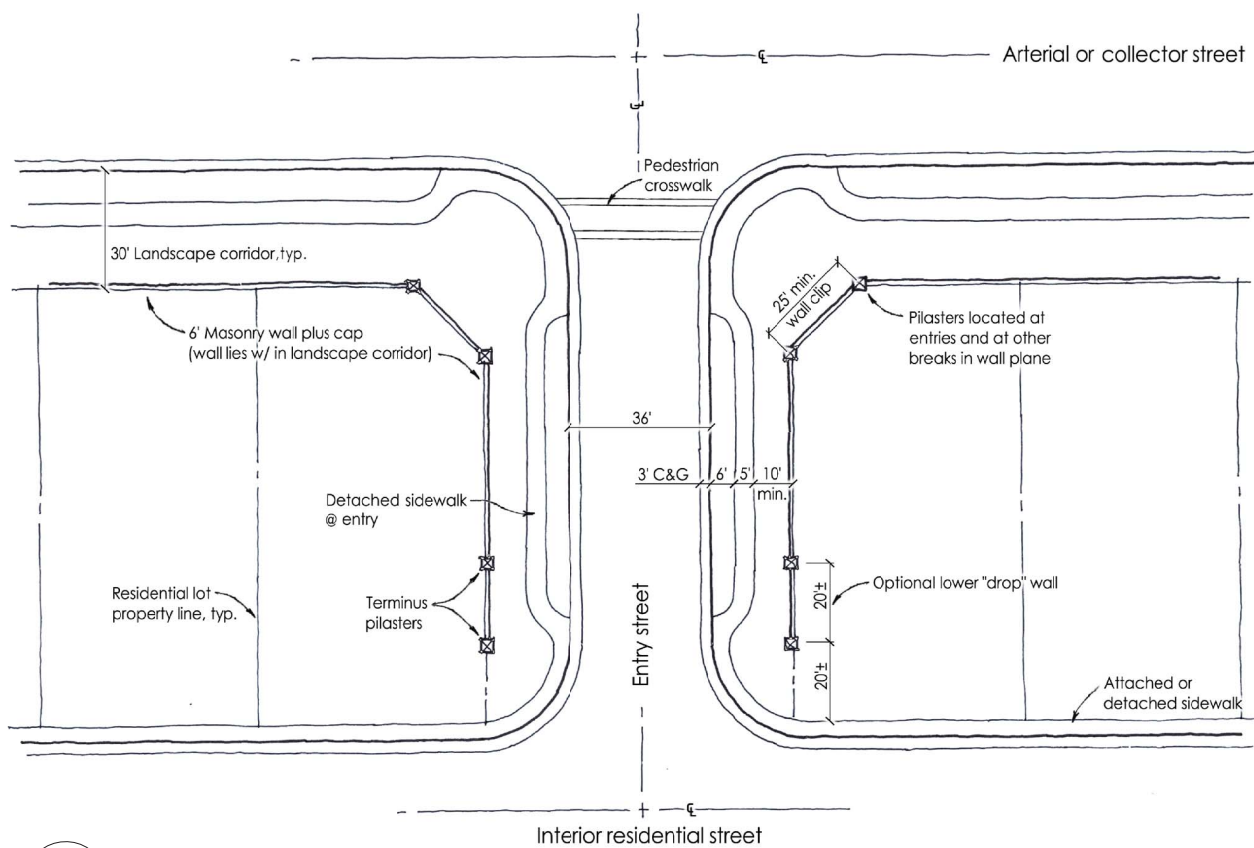 ℄
Arterial or collector street
℄
Pedestrian
crosswalk
30' Landscape corridor,typ.
25' min.
wall clip
6' Masonry wall plus cap
(wall lies w/ in landscape corridor)
Pilasters located at
entries and at other
breaks in wall plane
36'
3' C&G
6'
5'
10'
min.
Detached sidewalk
@ entry
Residential lot
property line, typ.
Terminus
pilasters
20'±
Optional lower "drop" wall
Entry street
20'±
Attached or
detached sidewalk
℄
Interior residential street